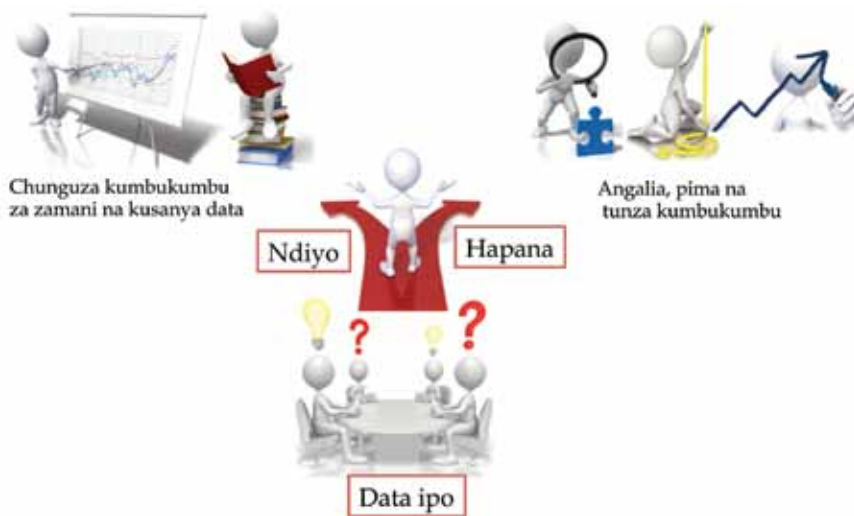 Chunguza kumbukumbu
za zamani na kusanya data
Angalia, pima na
tunza kumbukumbu
Ndiyo
Hapana
Data ipo